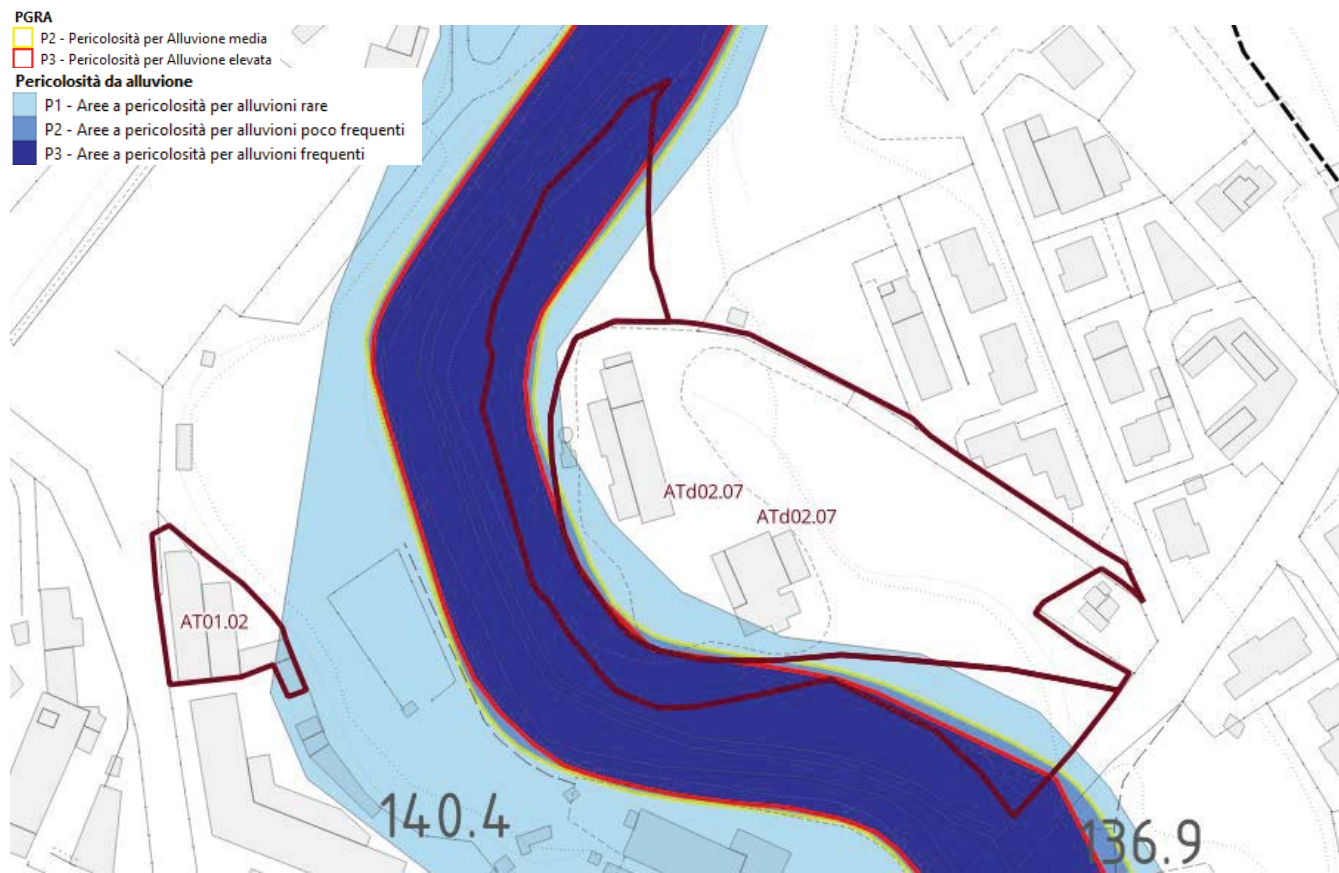 PGRA
P2 - Pericolosità per Alluvione media
P3 - Pericolosità per Alluvione elevata
Pericolosità da alluvione
P1 - Aree a pericolosità per alluvioni rare
P2 - Aree a pericolosità per alluvioni poco frequenti
P3 - Aree a pericolosità per alluvioni frequenti
ATd02.07
ATd02.07
AT01.02
140.4
136.9